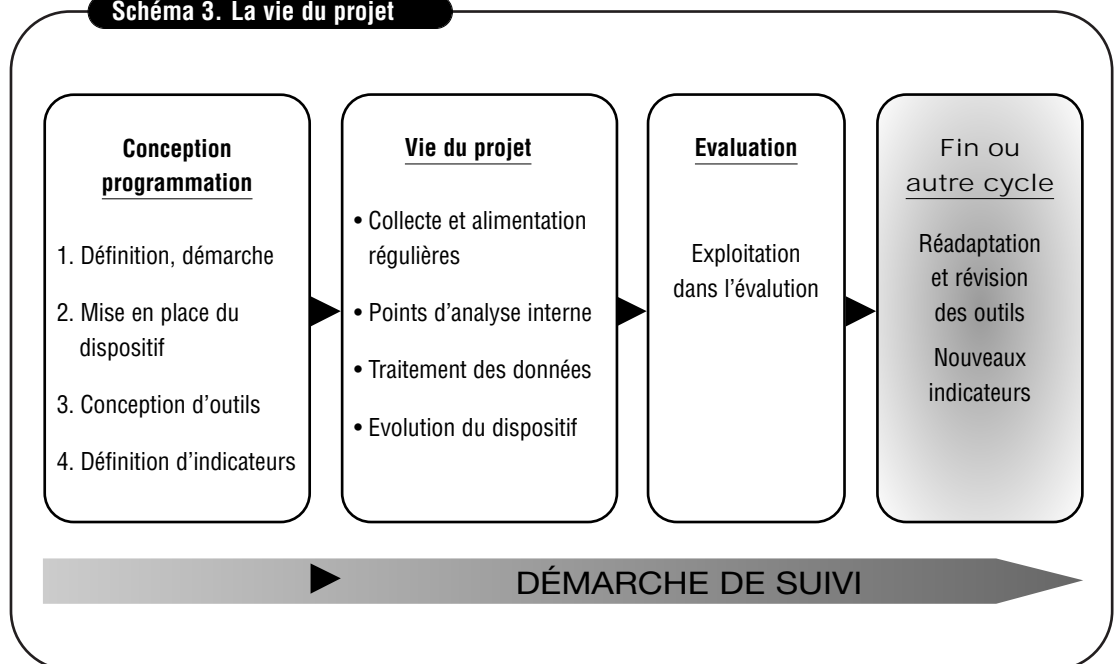 Schéma 3. La vie du projet
Conception
programmation
1. Définition, démarche
2. Mise en place du
dispositif
3. Conception d'outils
4. Définition d'indicateurs
Vie du projet
• Collecte et alimentation
régulières
• Points d'analyse interne
• Traitement des données
• Evolution du dispositif
Evaluation
Exploitation
dans l'évalution
Fin ou
autre cycle
Réadaptation
et révision
des outils
Nouveaux
indicateurs
DÉMARCHE DE SUIVI